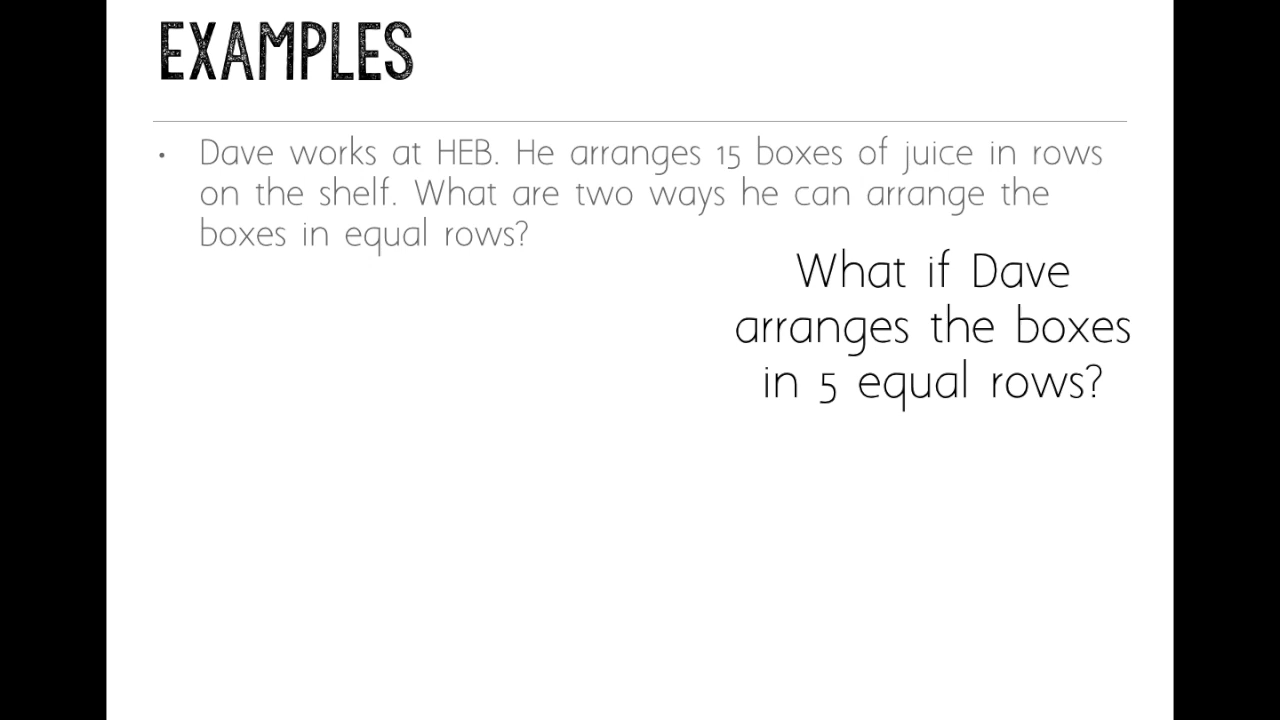 EXAMPLES
• Dave works at HEB. He arranges 15 boxes of juice in rows
on the shelf. What are two ways he can arrange the
boxes in equal rows?
What if Dave
arranges the boxes
in 5 equal rows?